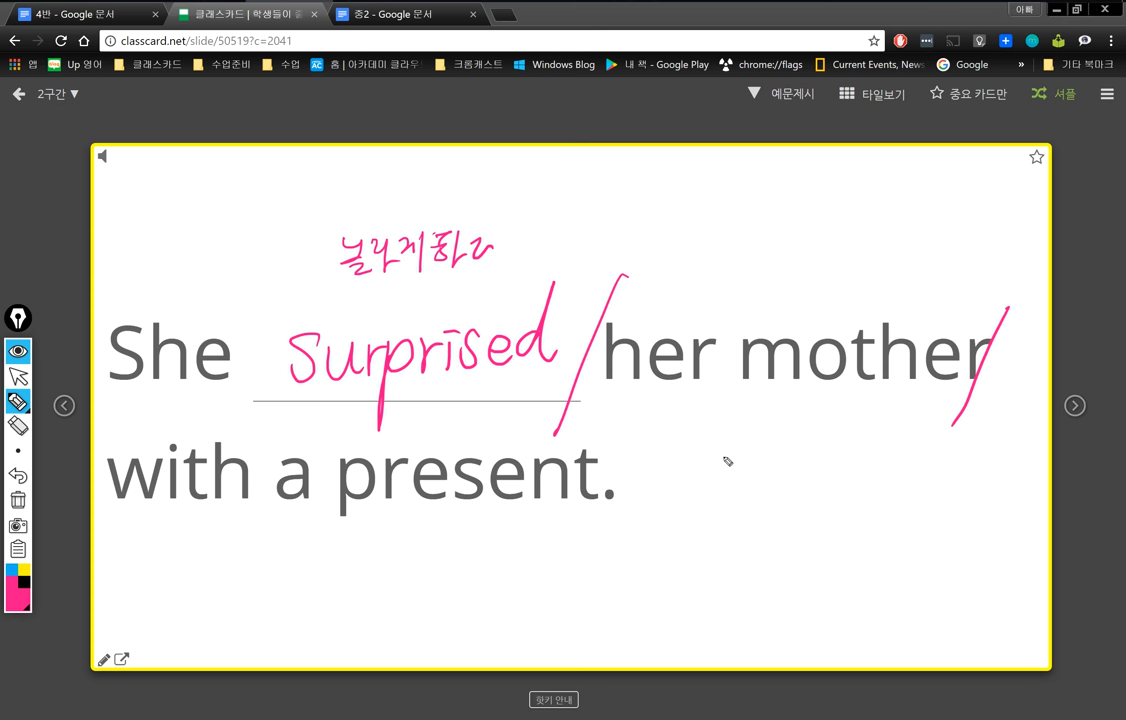 4반 - Google 문서
클래스카드 | 학생들이 즐
중2 - Google 문서
아빠
classcard.net/slide/50519?c=2041
앱
Up 영어
클래스카드
수업준비
수업
홈 | 아카데미 클라우
크롬캐스트
Windows Blog
내 책 - Google Play
chrome://flags
Current Events, News
Google
»
기타 북마크
2구간 ▼
예문제시
타일보기
중요 카드만
셔플
놀라게하다
She surprised / her mother /
with a present.
핫키 안내